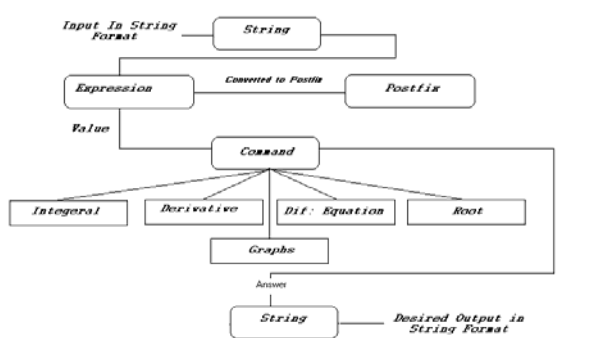 Input In String
Format
String
Expression
Converted to Postfix
Postfix
Value
Command
Integeral
Derivative
Dif: Equation
Root
Graphs
Answer
String
Desired Output in
String Format